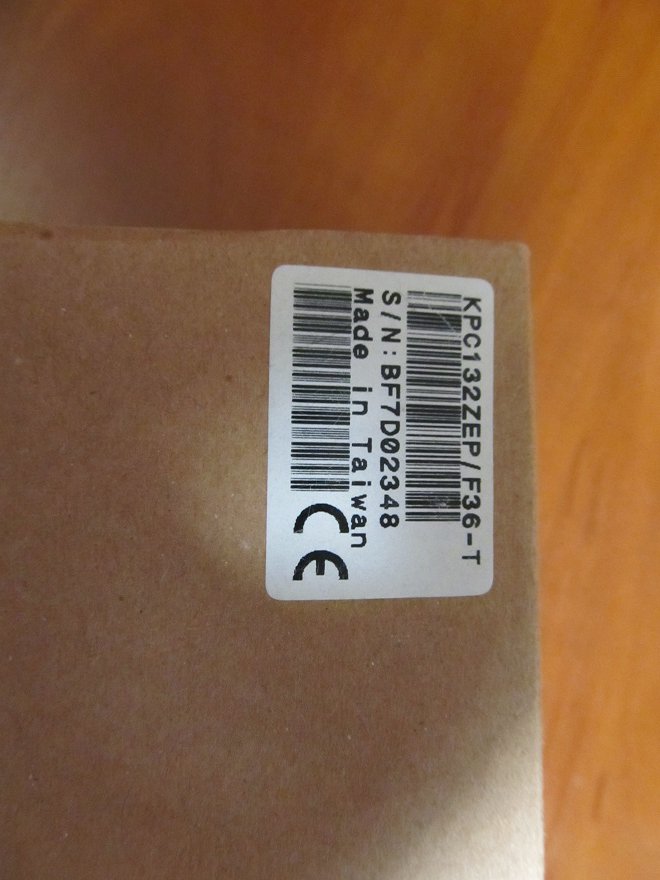 KPC132ZEP/F36-T
S/N:BF7D02348
Made in Taiwan
CE